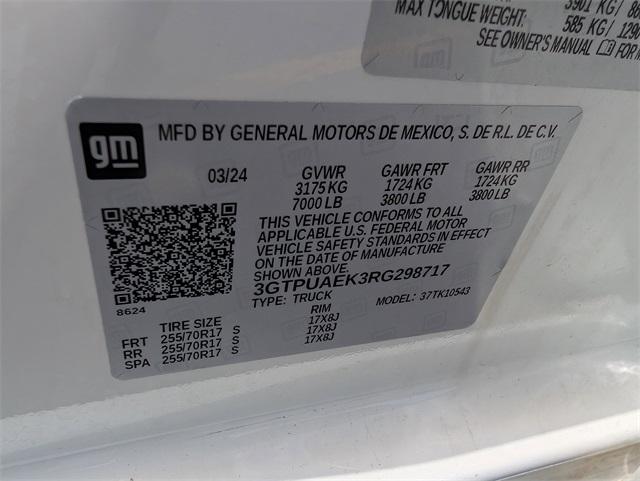 3901 KG /
MAX TONGUE WEIGHT: 585 KG / 1290
SEE OWNER'S MANUAL FOR
gm
MFD BY GENERAL MOTORS DE MEXICO, S. DE R.L. DE C.V.
03/24 GVWR GAWR FRT GAWR RR
3175 KG 1724 KG 1724 KG
7000 LB 3800 LB 3800 LB
THIS VEHICLE CONFORMS TO ALL
APPLICABLE U.S. FEDERAL MOTOR
VEHICLE SAFETY STANDARDS IN EFFECT
ON THE DATE OF MANUFACTURE
SHOWN ABOVE.
3GTPUAEK3RG298717
TYPE: TRUCK MODEL: 37TK10543
8624
TIRE SIZE RIM
FRT 255/70R17 S 17X8J
RR 255/70R17 S 17X8J
SPA 255/70R17 S 17X8J